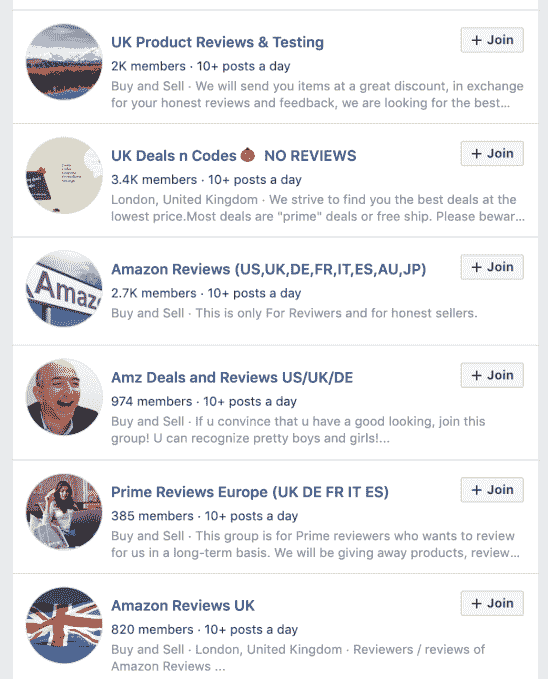 UK Product Reviews & Testing
+ Join
2K members · 10+ posts a day
Buy and Sell · We will send you items at a great discount, in exchange
for your honest reviews and feedback, we are looking for the best...
UK Deals n Codes NO REVIEWS
+ Join
3.4K members · 10+ posts a day
London, United Kingdom · We strive to find you the best deals at the
lowest price.Most deals are "prime" deals or free ship. Please bewar...
Amaz
Amazon Reviews (US,UK,DE,FR,IT,ES,AU,JP)
+ Join
2.7K members · 10+ posts a day
Buy and Sell · This is only For Reviwers and for honest sellers.
Amz Deals and Reviews US/UK/DE
+ Join
974 members · 10+ posts a day
Buy and Sell · If u convince that u have a good looking, join this
group! U can recognize pretty boys and girls!...
Prime Reviews Europe (UK DE FR IT ES)
+ Join
385 members · 10+ posts a day
Buy and Sell · This group is for Prime reviewers who wants to review
for us in a long-term basis. We will be giving away products, review...
Amazon Reviews UK
+ Join
820 members · 10+ posts a day
Buy and Sell · London, United Kingdom · Reviewers / reviews of
Amazon Reviews ...